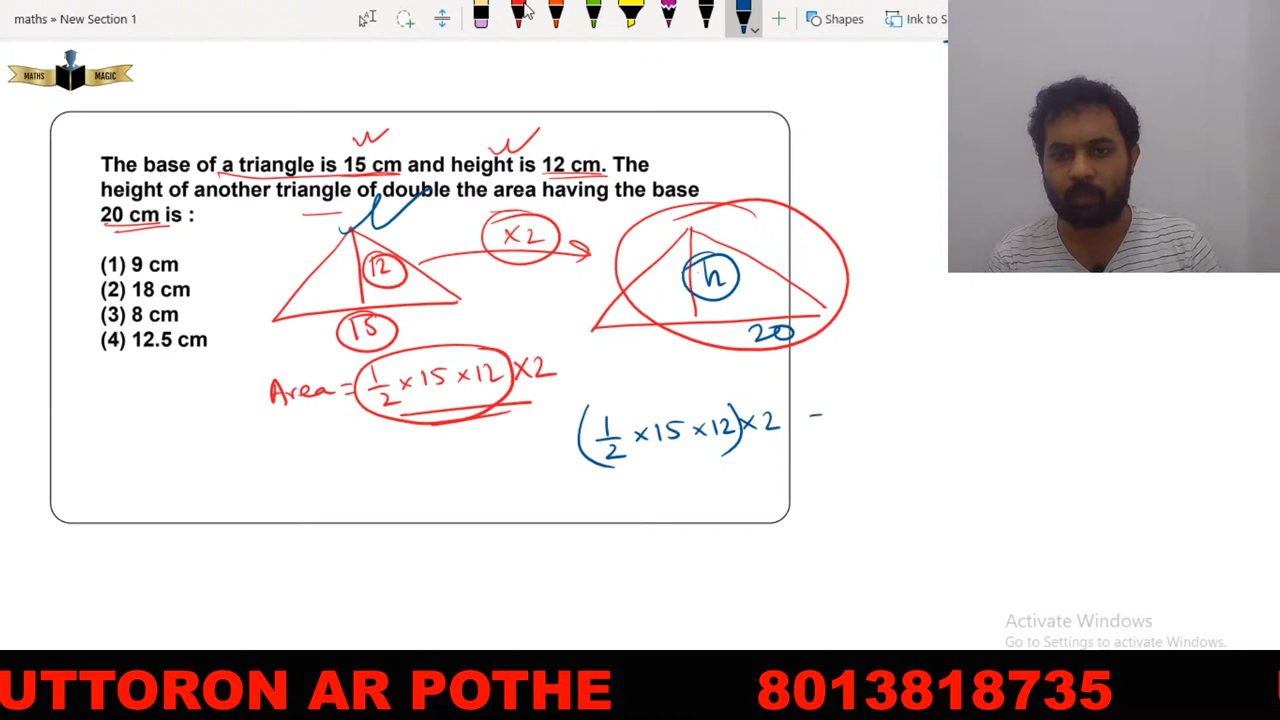 maths » New Section 1
Shapes
Ink to S
MATHS MAGIC
The base of a triangle is 15 cm and height is 12 cm. The
height of another triangle of double the area having the base
20 cm is :
(1) 9 cm
(2) 18 cm
(3) 8 cm
(4) 12.5 cm
12
15
×2
h
20
Area = 1/2 × 15 × 12 × 2
(1/2 × 15 × 12) × 2 =
Activate Windows
Go to Settings to activate Windows.
UTTORON AR POTHE 8013818735